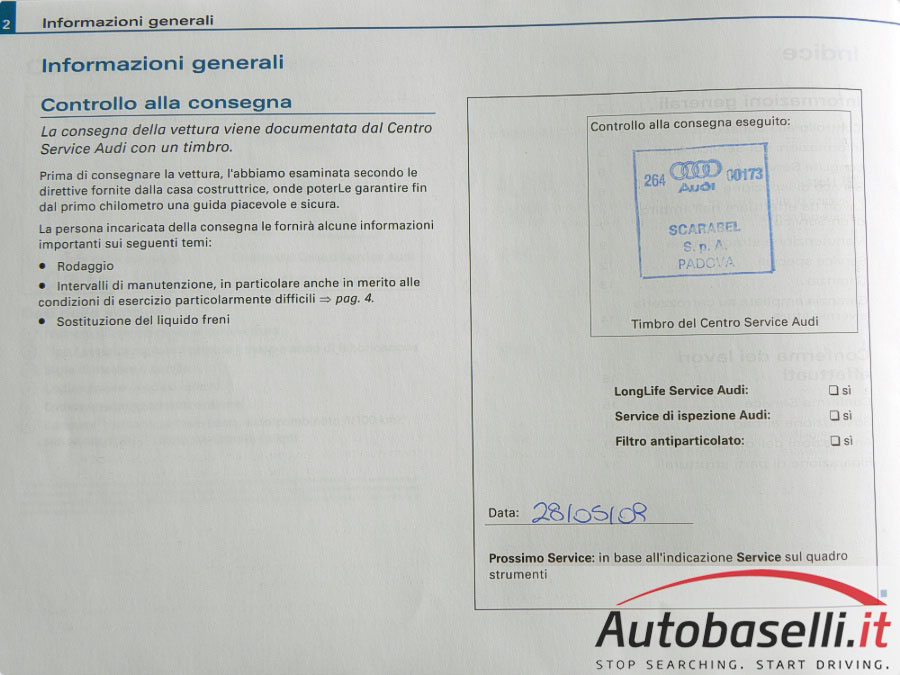 2
Informazioni generali
Informazioni generali
Controllo alla consegna
La consegna della vettura viene documentata dal Centro
Service Audi con un timbro.
Prima di consegnare la vettura, l'abbiamo esaminata secondo le
direttive fornite dalla casa costruttrice, onde poterLe garantire fin
dal primo chilometro una guida piacevole e sicura.
La persona incaricata della consegna le fornirà alcune informazioni
importanti sui seguenti temi:
● Rodaggio
● Intervalli di manutenzione, in particolare anche in merito alle
condizioni di esercizio particolarmente difficili ⇒ pag. 4.
● Sostituzione del liquido freni
Controllo alla consegna eseguito:
264 00173
Audi
SCARABEL
S.p.A.
PADOVA
Timbro del Centro Service Audi
LongLife Service Audi: ❏ sì
Service di ispezione Audi: ❏ sì
Filtro antiparticolato: ❏ sì
Data: 28/05/08
Prossimo Service: in base all'indicazione Service sul quadro
strumenti
Autobaselli.it
STOP SEARCHING. START DRIVING.